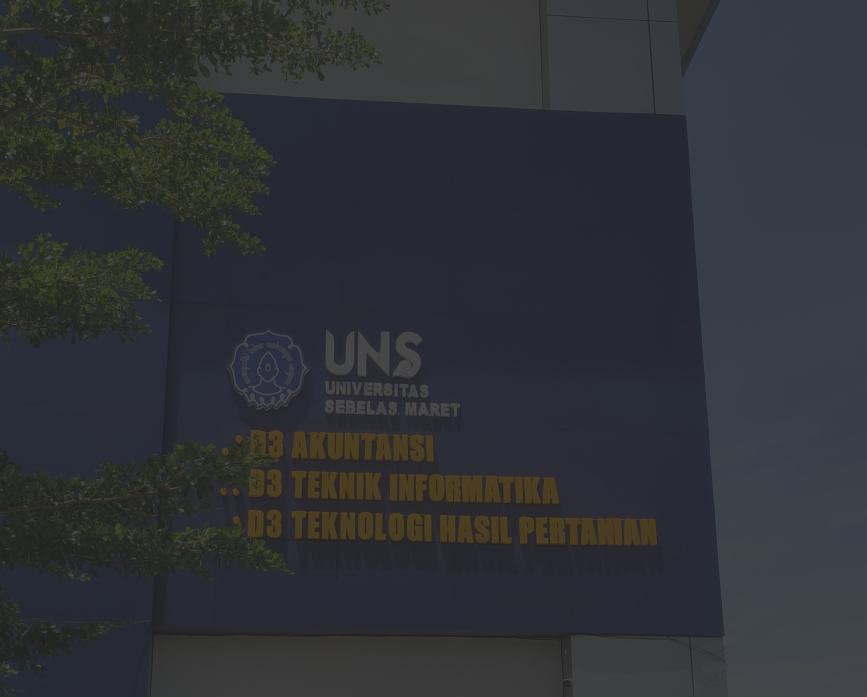 UNS
UNIVERSITAS
SEBELAS MARET
D3 AKUNTANSI
D3 TEKNIK INFORMATIKA
D3 TEKNOLOGI HASIL PERTANIAN